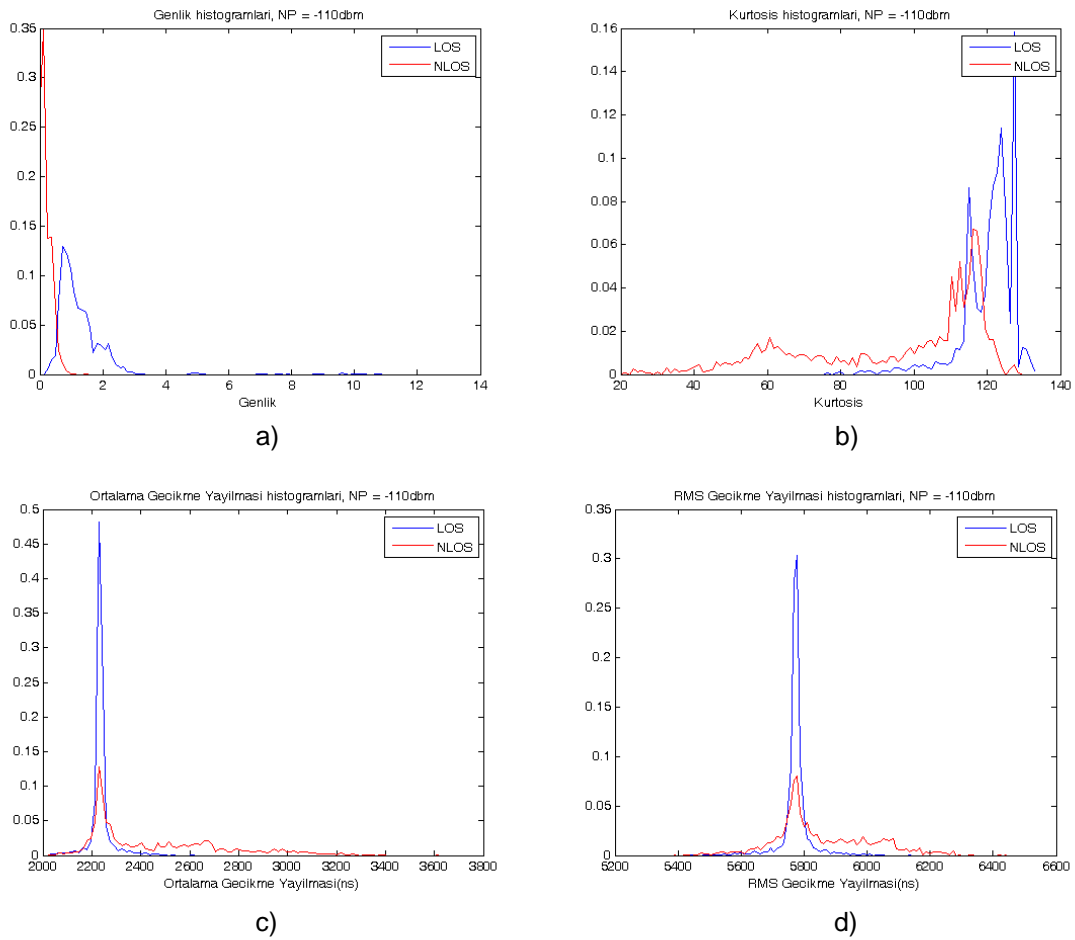 Genlik histogramlari, NP = -110dbm
0.35
0.3
0.25
0.2
0.15
0.1
0.05
0
0 2 4 6 8 10 12 14
Genlik
LOS
NLOS
a)
Kurtosis histogramlari, NP = -110dbm
0.16
0.14
0.12
0.1
0.08
0.06
0.04
0.02
0
20 40 60 80 100 120 140
Kurtosis
LOS
NLOS
b)
Ortalama Gecikme Yayilmasi histogramlari, NP = -110dbm
0.5
0.45
0.4
0.35
0.3
0.25
0.2
0.15
0.1
0.05
0
2000 2200 2400 2600 2800 3000 3200 3400 3600 3800
Ortalama Gecikme Yayilmasi(ns)
LOS
NLOS
c)
RMS Gecikme Yayilmasi histogramlari, NP = -110dbm
0.35
0.3
0.25
0.2
0.15
0.1
0.05
0
5200 5400 5600 5800 6000 6200 6400 6600
RMS Gecikme Yayilmasi(ns)
LOS
NLOS
d)